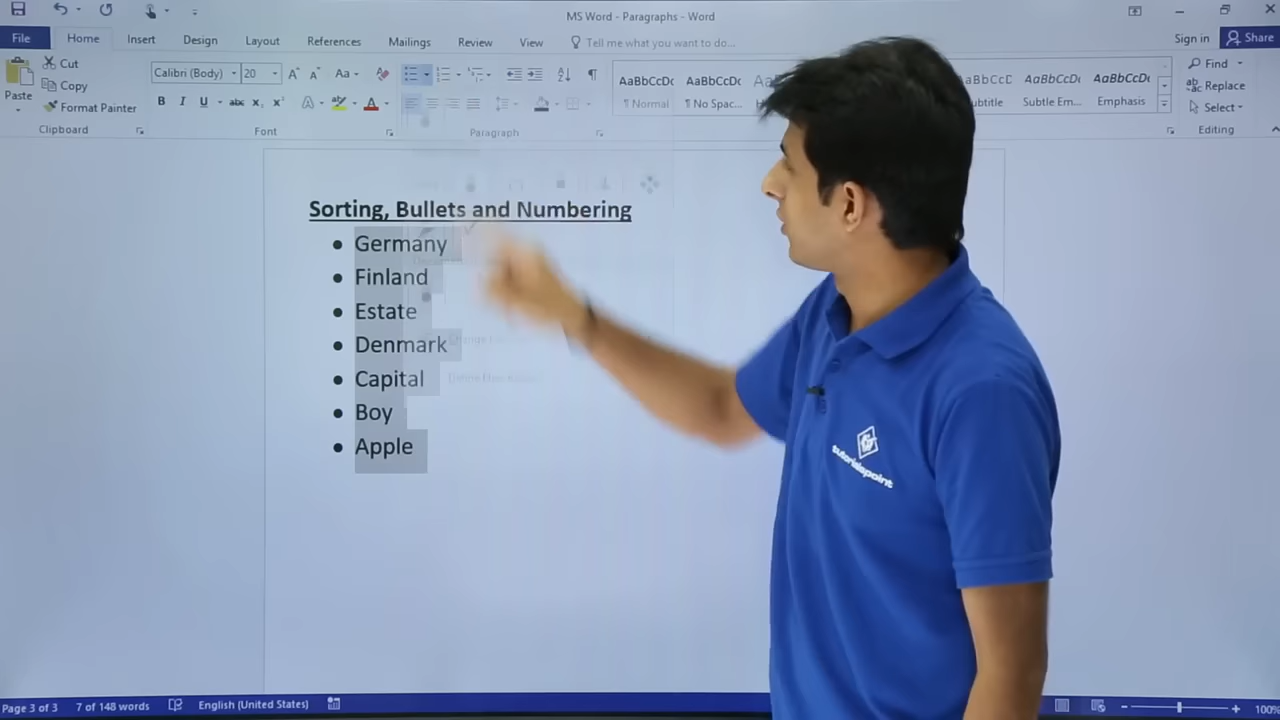 MS Word - Paragraphs - Word
File Home Insert Design Layout References Mailings Review View Tell me what you want to do... Sign in Share
Cut
Copy
Format Painter
Paste
Clipboard
Calibri (Body) 20
Font
Paragraph
AaBbCcDc AaBbCcDc
¶ Normal ¶ No Spac...
AaBbCcDc AaBbCcDc
Subtle Em... Emphasis
Find
Replace
Select
Editing
Sorting, Bullets and Numbering
• Germany
• Finland
• Estate
• Denmark
• Capital
• Boy
• Apple
tutorialspoint
Page 3 of 3 7 of 148 words English (United States) 100%